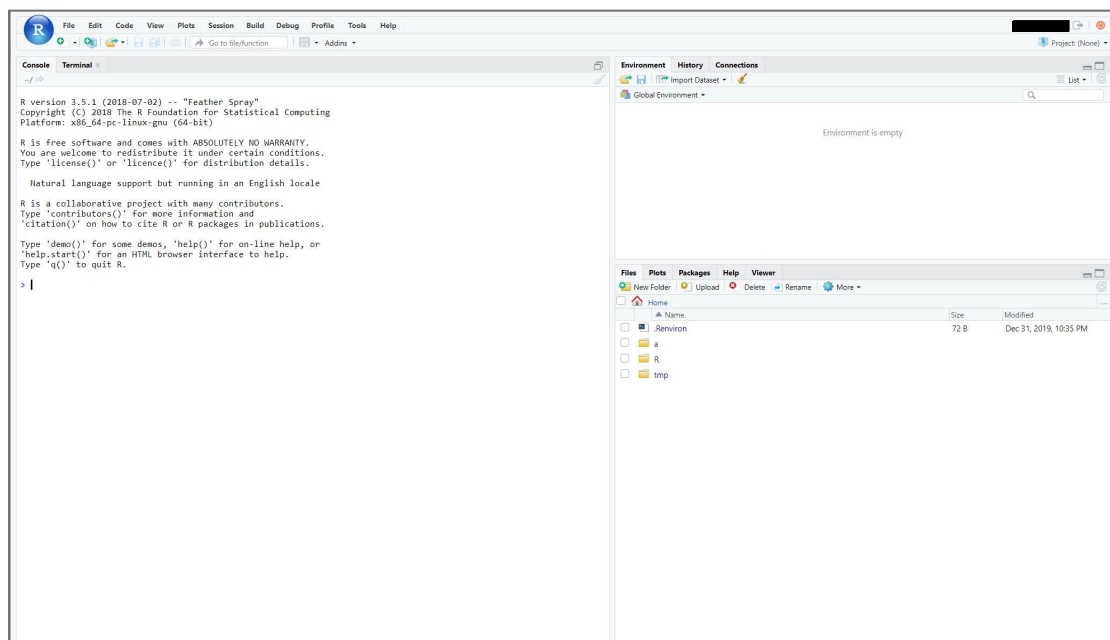 R
File Edit Code View Plots Session Build Debug Profile Tools Help
Go to file/function
Addins
Project: (None)
Console Terminal
~/
R version 3.5.1 (2018-07-02) -- "Feather Spray"
Copyright (C) 2018 The R Foundation for Statistical Computing
Platform: x86_64-pc-linux-gnu (64-bit)
R is free software and comes with ABSOLUTELY NO WARRANTY.
You are welcome to redistribute it under certain conditions.
Type 'license()' or 'licence()' for distribution details.
Natural language support but running in an English locale
R is a collaborative project with many contributors.
Type 'contributors()' for more information and
'citation()' on how to cite R or R packages in publications.
Type 'demo()' for some demos, 'help()' for on-line help, or
'help.start()' for an HTML browser interface to help.
Type 'q()' to quit R.
>
Environment History Connections
Import Dataset List
Global Environment
Environment is empty
Files Plots Packages Help Viewer
New Folder Upload Delete Rename More
Home ...
Name Size Modified
.Renviron 72 B Dec 31, 2019, 10:35 PM
a
R
tmp